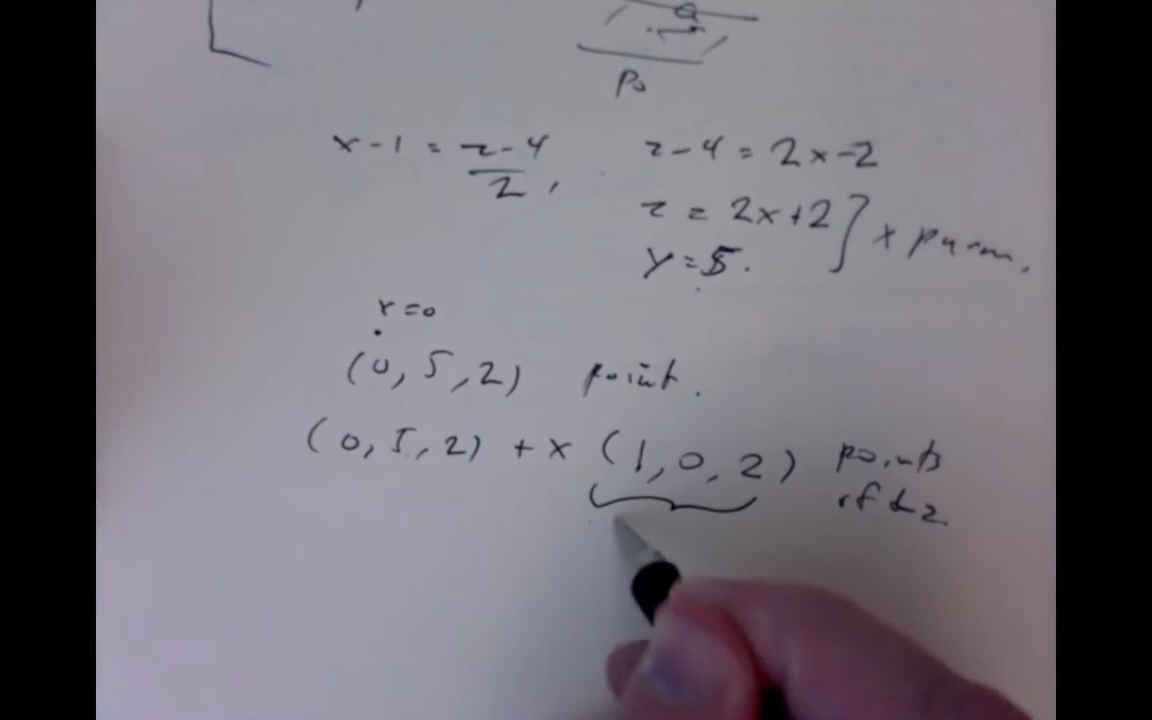 a
P₀
x - 1 = z - 4 / 2 , z - 4 = 2x - 2
z = 2x + 2 } x param.
y = 5.
x = 0
(0, 5, 2) point.
(0, 5, 2) + x (1, 0, 2) points
of L2.